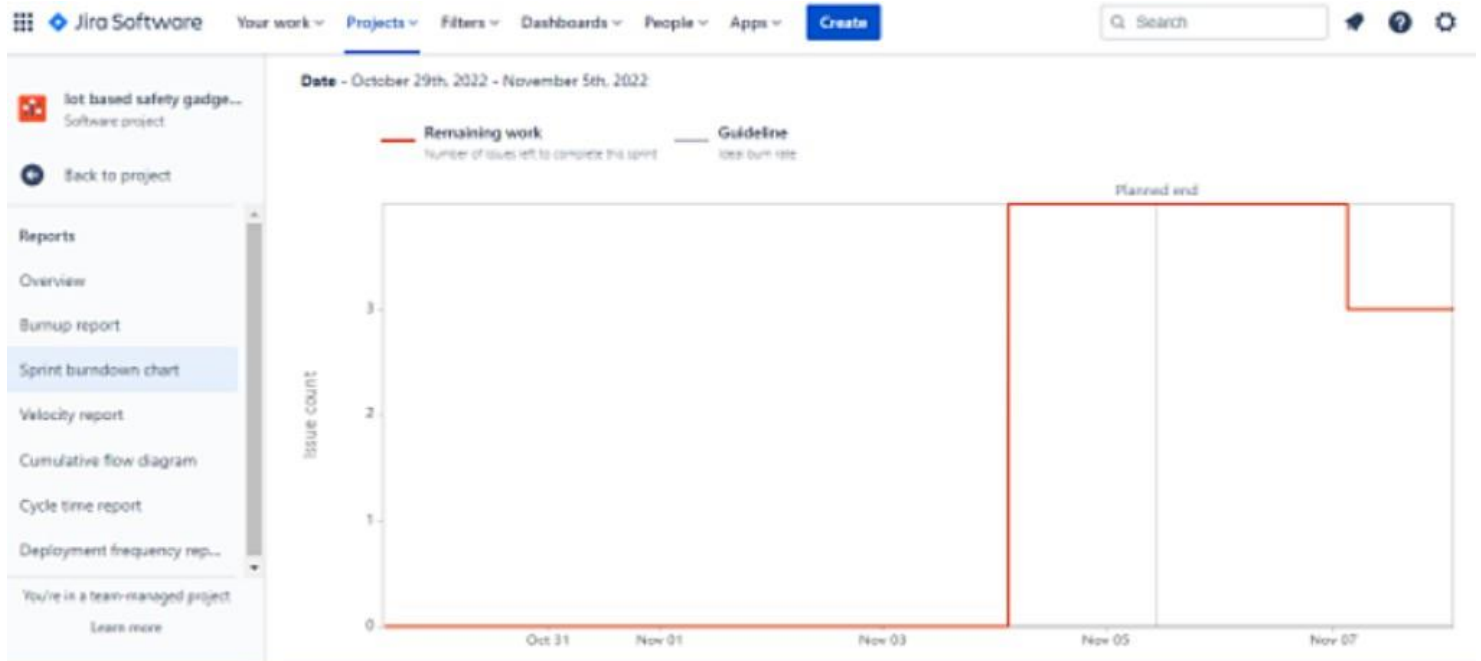 Jira Software Your work Projects Filters Dashboards People Apps Create Search
Iot based safety gadge...
Software project
Back to project
Reports
Overview
Burnup report
Sprint burndown chart
Velocity report
Cumulative flow diagram
Cycle time report
Deployment frequency rep...
You're in a team-managed project
Learn more
Date - October 29th, 2022 - November 5th, 2022
Remaining work
Number of issues left to complete this sprint
Guideline
Ideal burn rate
Planned end
Issue count
3
2
1
0
Oct 31 Nov 01 Nov 03 Nov 05 Nov 07